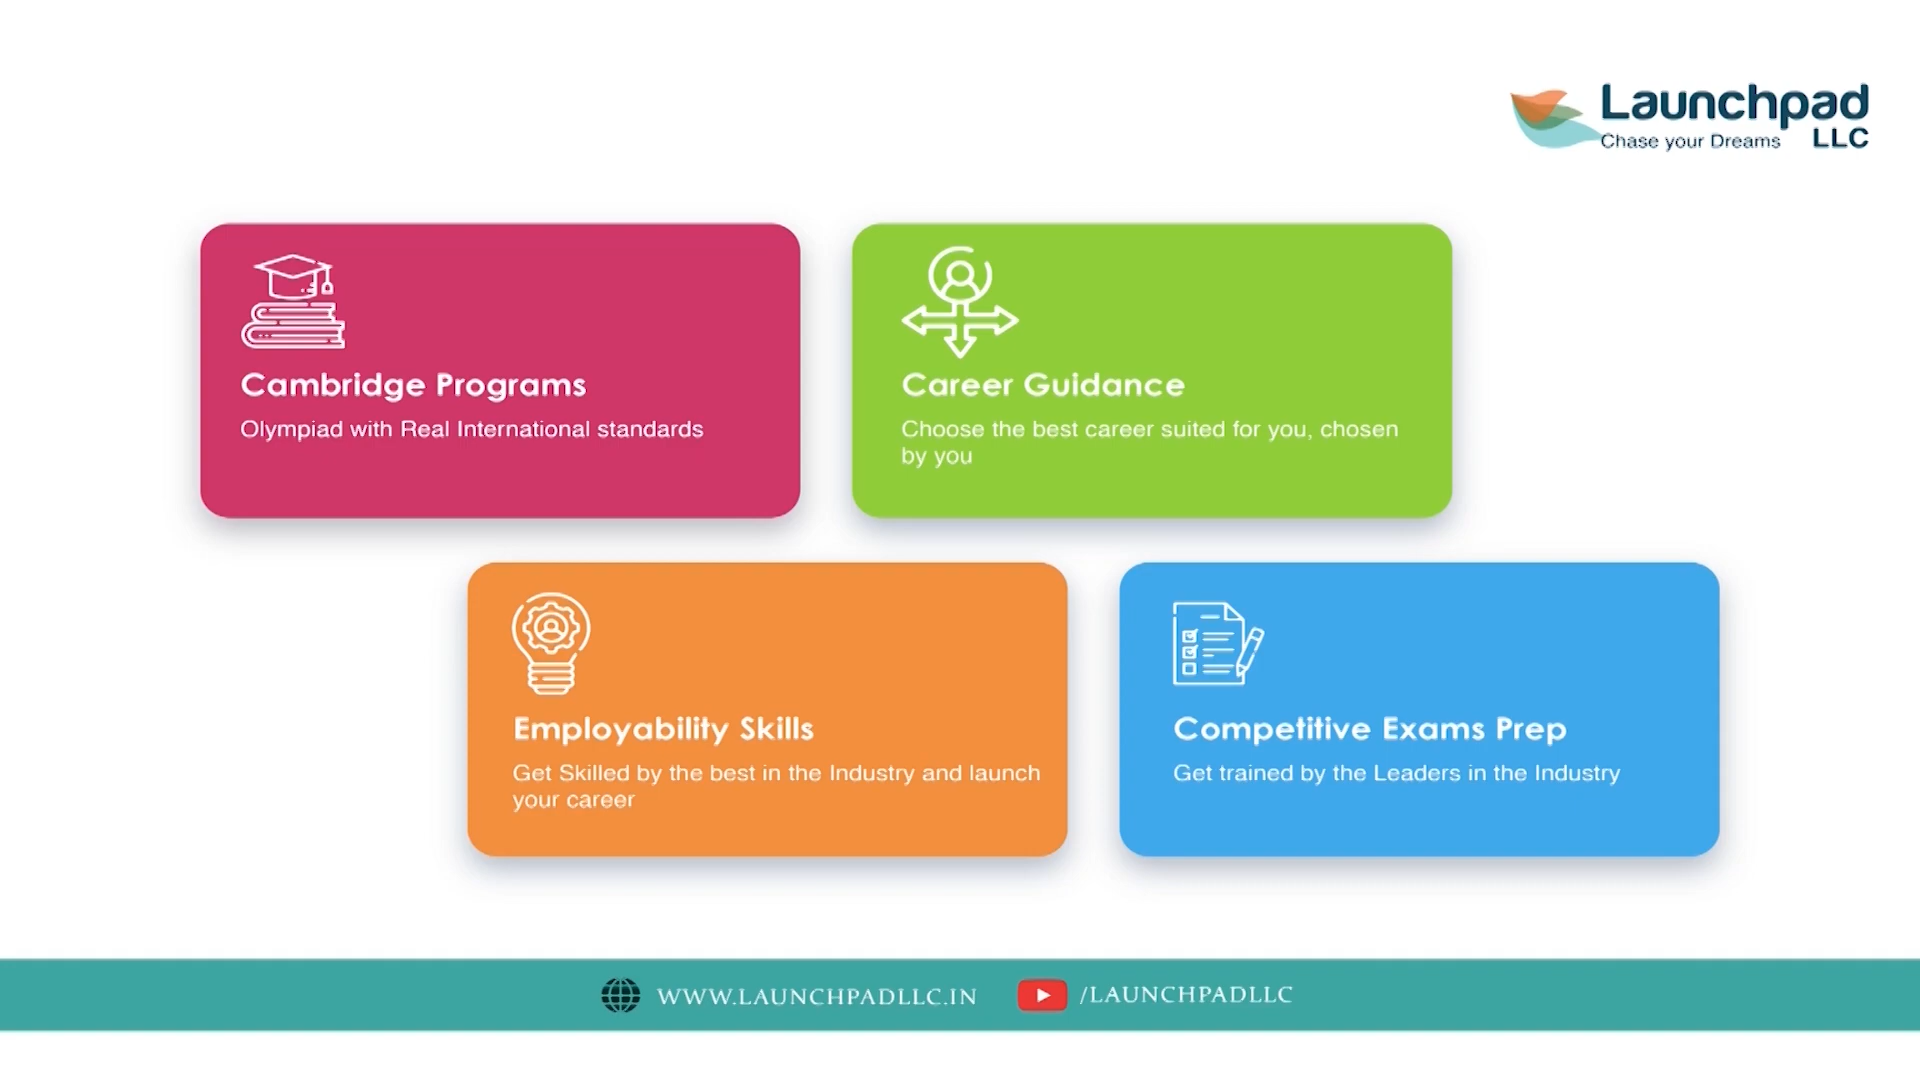 Launchpad
Chase your Dreams LLC
Cambridge Programs
Olympiad with Real International standards
Career Guidance
Choose the best career suited for you, chosen
by you
Employability Skills
Get Skilled by the best in the Industry and launch
your career
Competitive Exams Prep
Get trained by the Leaders in the Industry
WWW.LAUNCHPADLLC.IN
/LAUNCHPADLLC